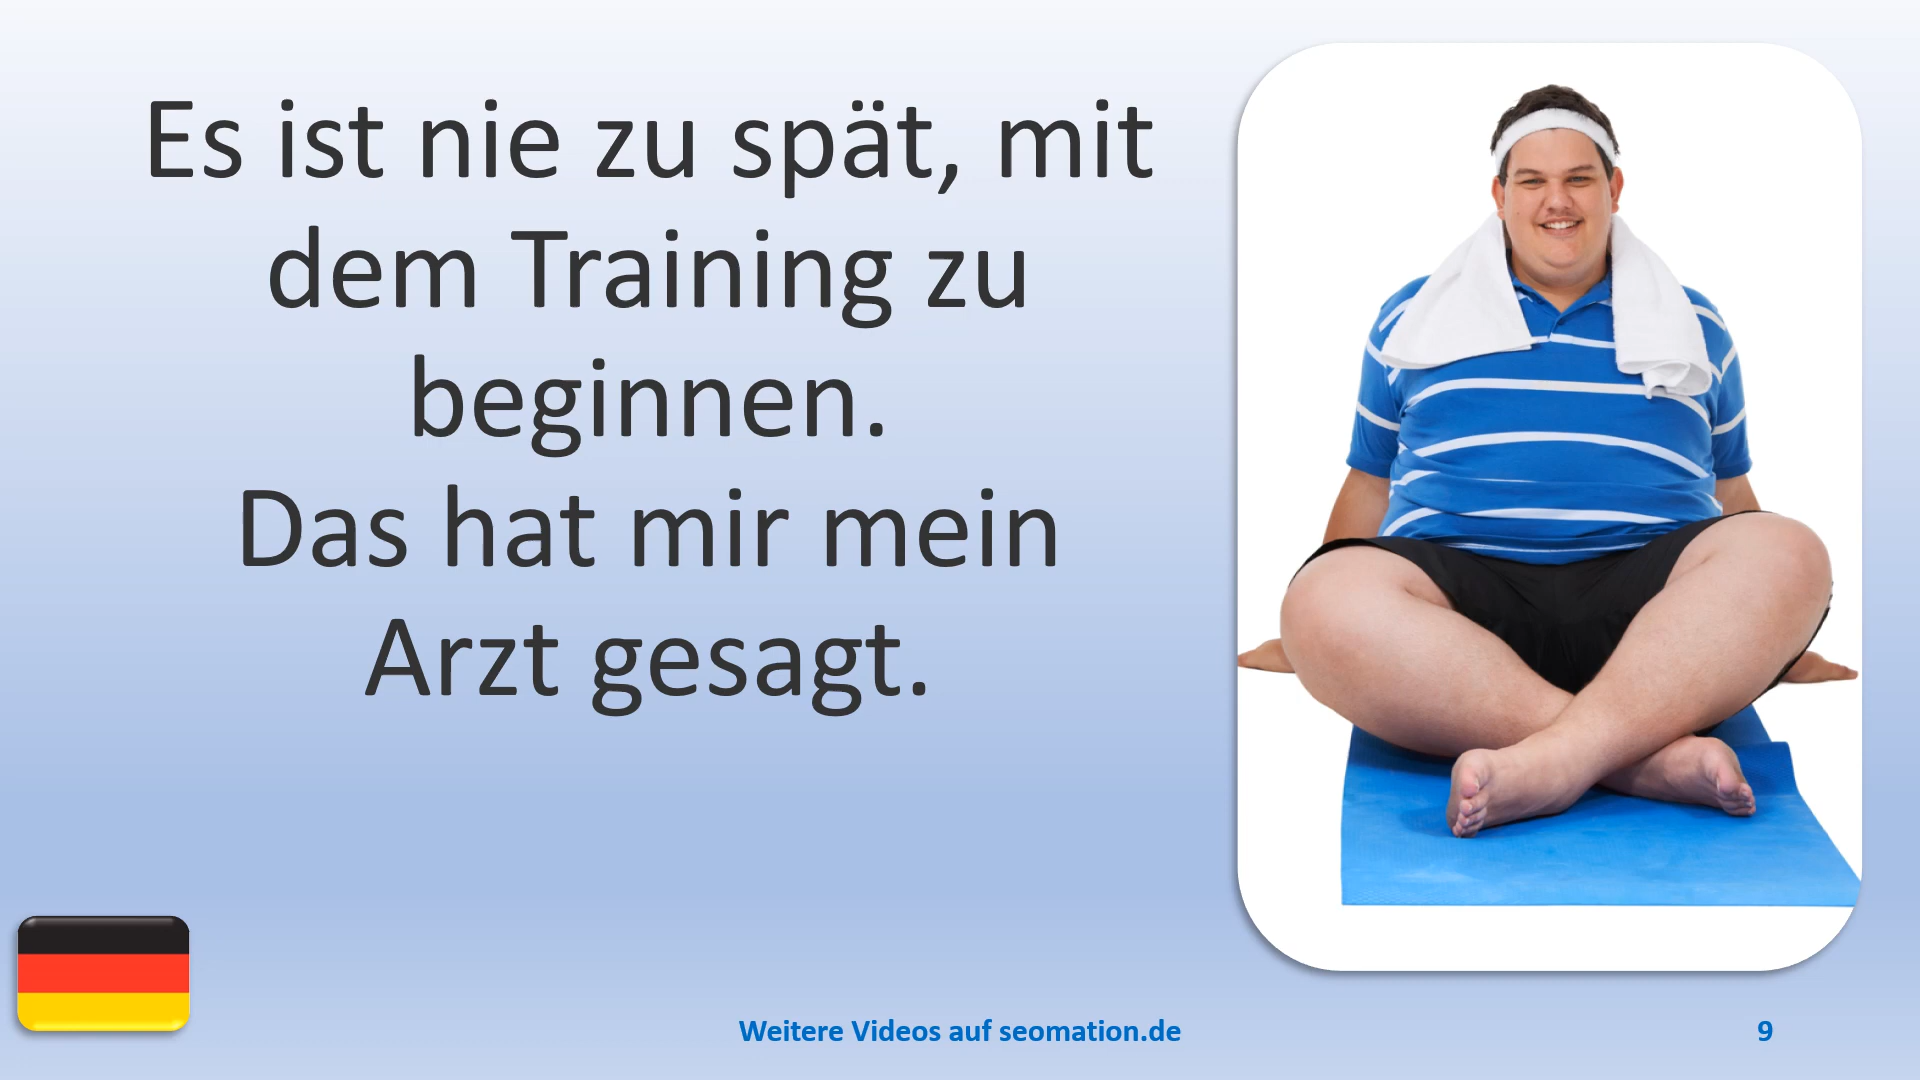 Es ist nie zu spät, mit
dem Training zu
beginnen.
Das hat mir mein
Arzt gesagt.
Weitere Videos auf seomation.de
9